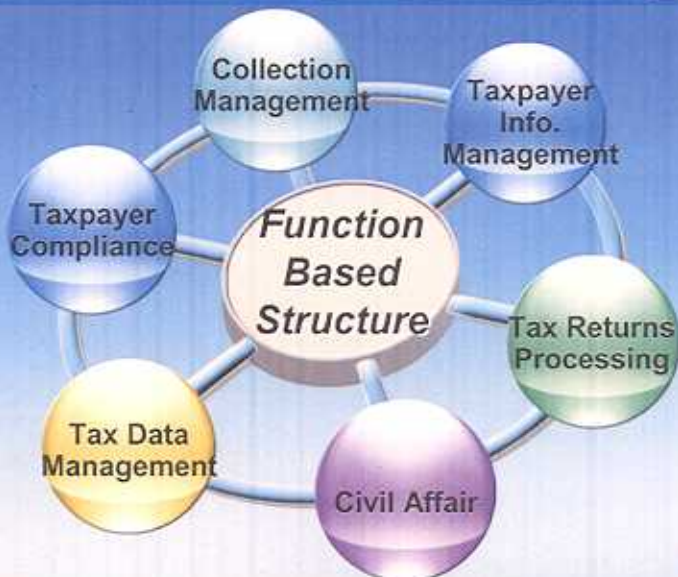 Collection
Management
Taxpayer
Info.
Management
Taxpayer
Compliance
Function
Based
Structure
Tax Returns
Processing
Tax Data
Management
Civil Affair